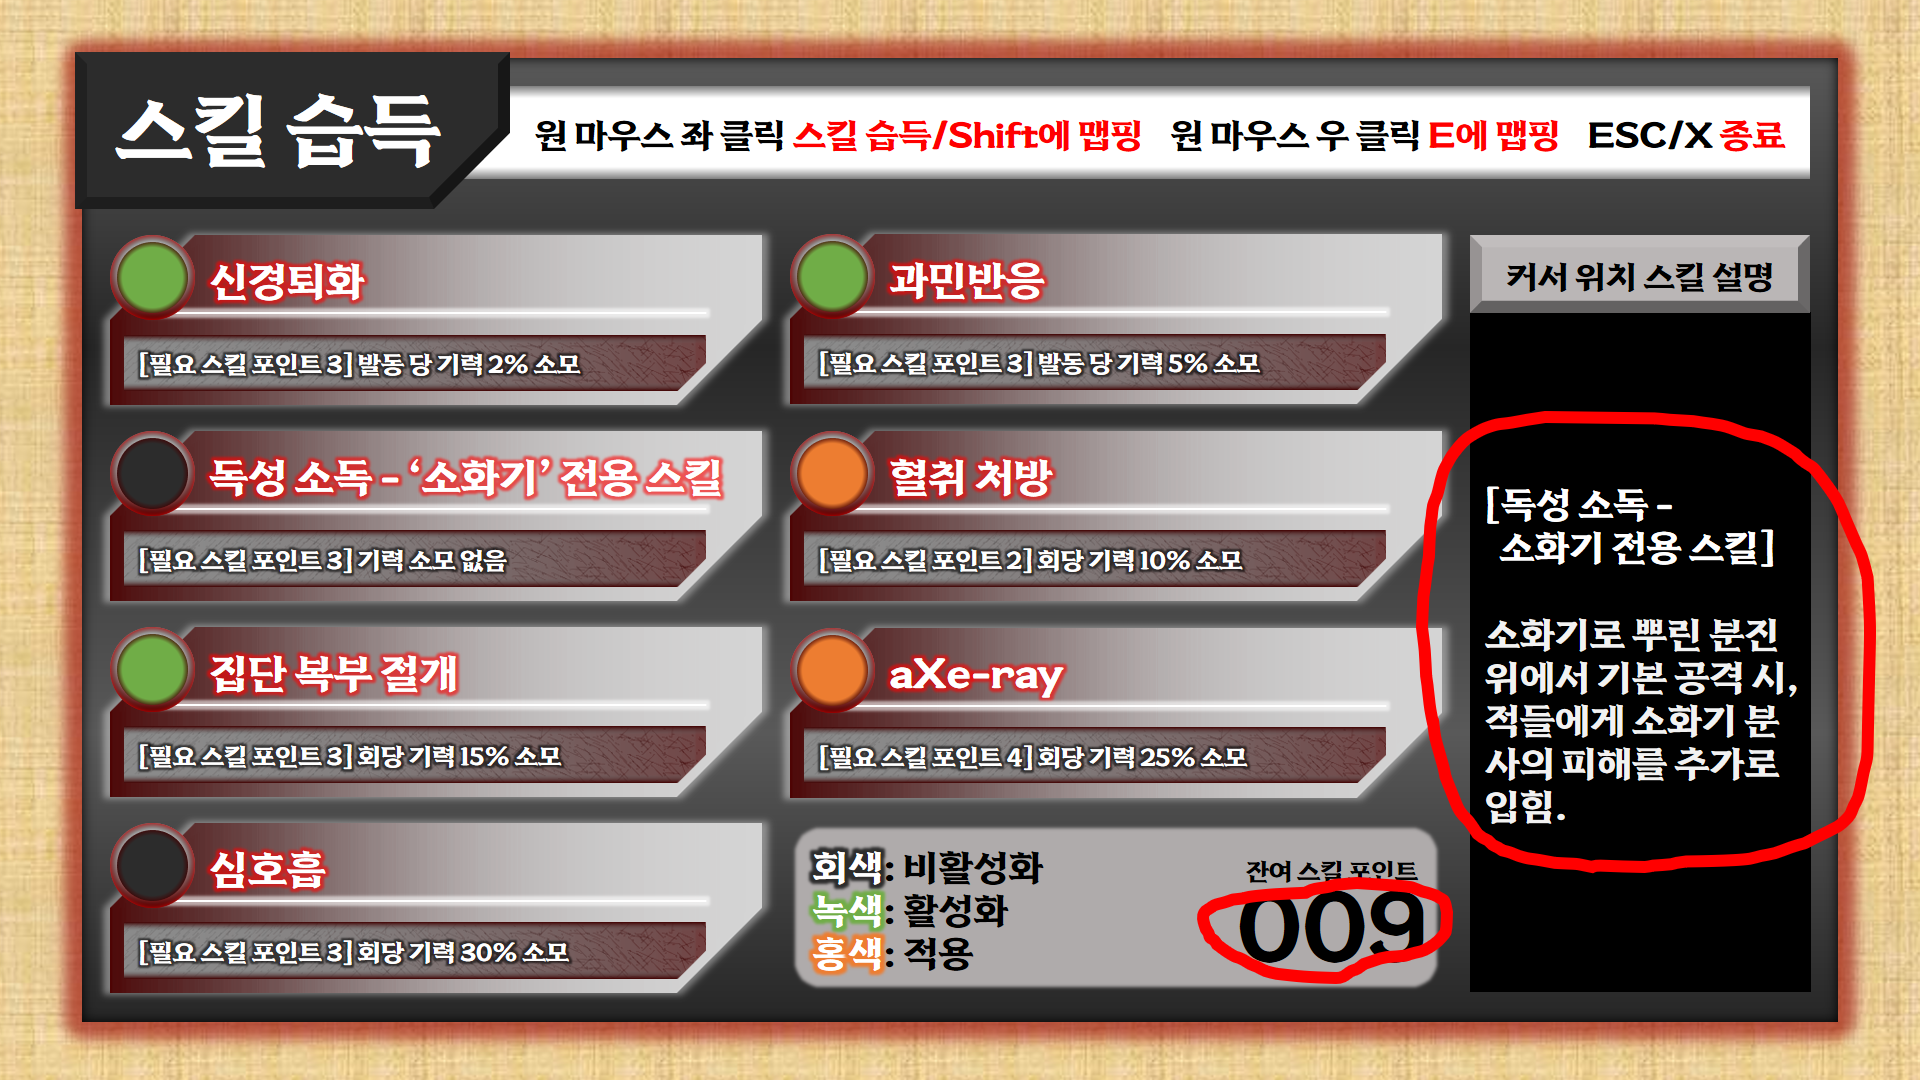 스킬 습득
원 마우스 좌 클릭 스킬 습득/Shift에 맵핑 원 마우스 우 클릭 E에 맵핑 ESC/X 종료
신경퇴화
[필요 스킬 포인트 3] 발동 당 기력 2% 소모
과민반응
[필요 스킬 포인트 3] 발동 당 기력 5% 소모
독성 소독 - ‘소화기’ 전용 스킬
[필요 스킬 포인트 3] 기력 소모 없음
혈취 처방
[필요 스킬 포인트 2] 회당 기력 10% 소모
집단 복부 절개
[필요 스킬 포인트 3] 회당 기력 15% 소모
aXe-ray
[필요 스킬 포인트 4] 회당 기력 25% 소모
심호흡
[필요 스킬 포인트 3] 회당 기력 30% 소모
회색: 비활성화
녹색: 활성화
홍색: 적용
잔여 스킬 포인트
009
커서 위치 스킬 설명
[독성 소독 -
소화기 전용 스킬]
소화기로 뿌린 분진
위에서 기본 공격 시,
적들에게 소화기 분
사의 피해를 추가로
입힘.